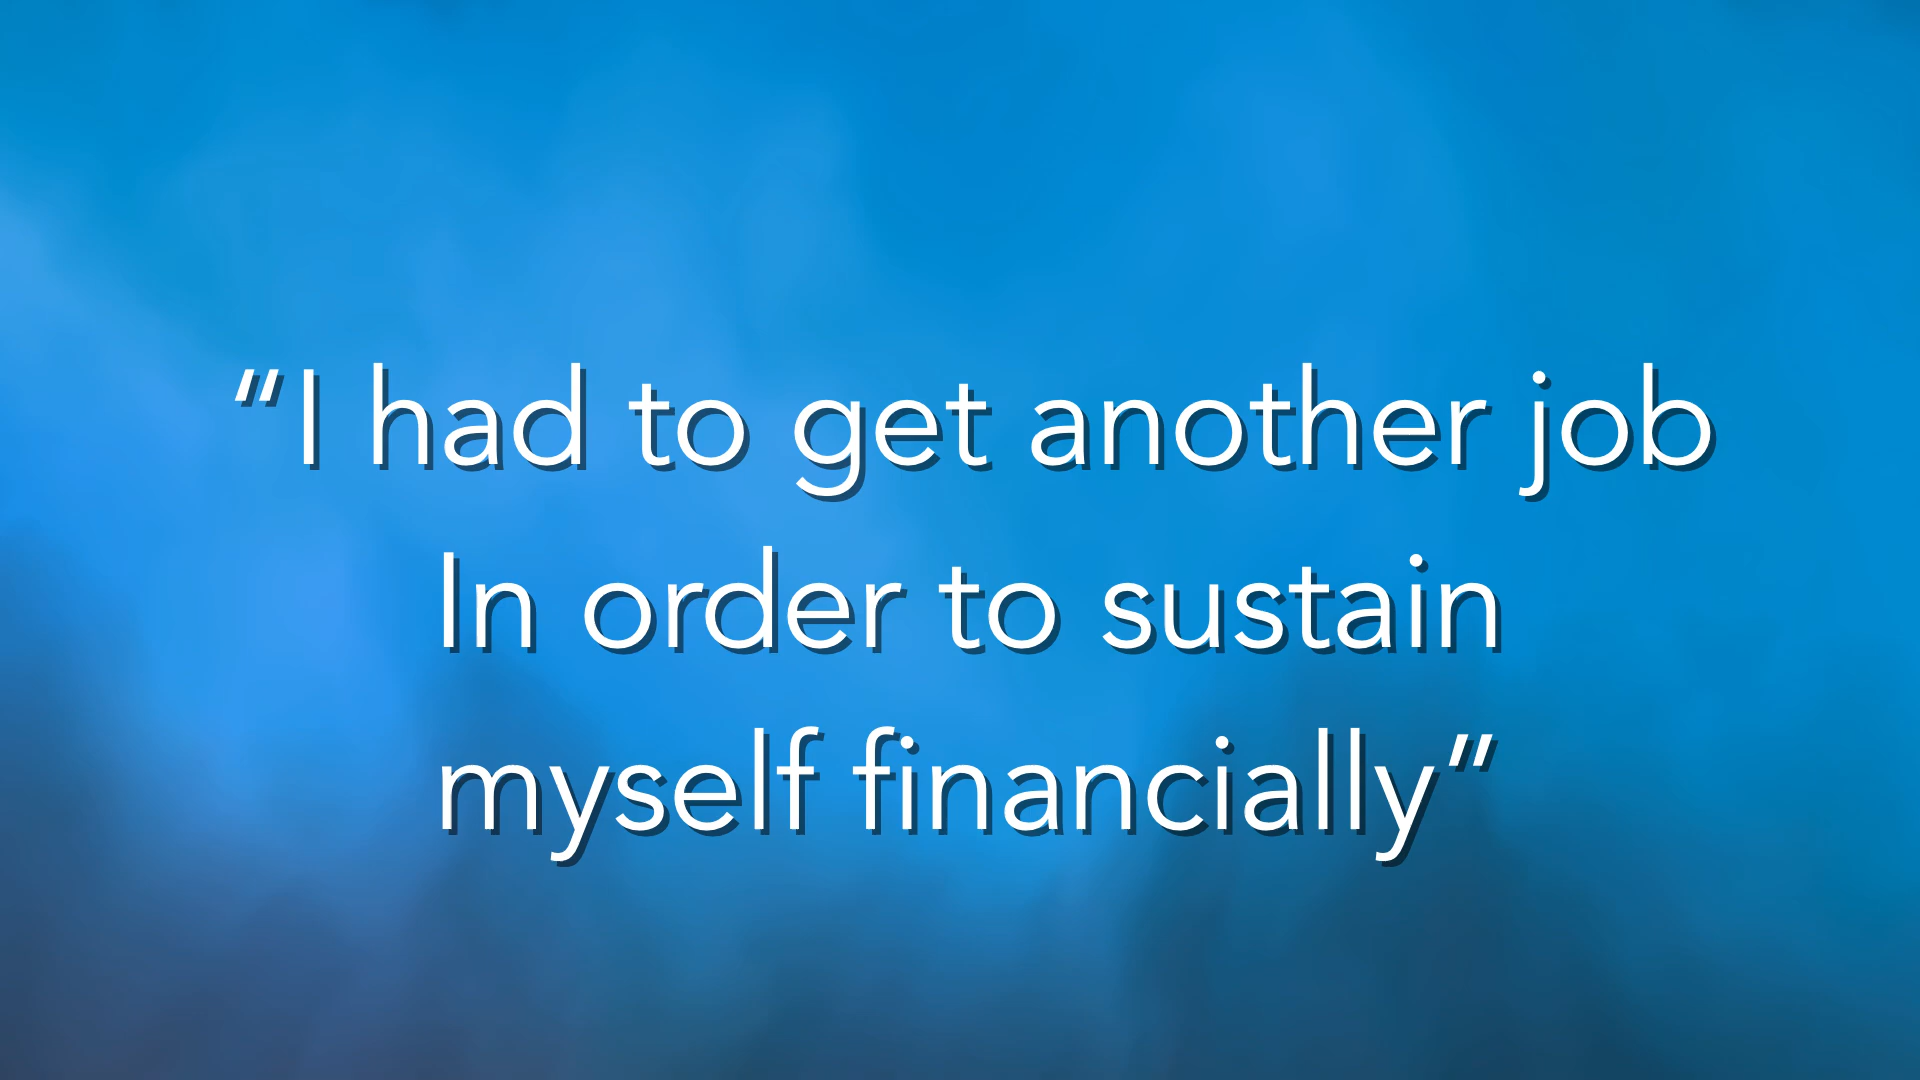 “I had to get another job
In order to sustain
myself financially”